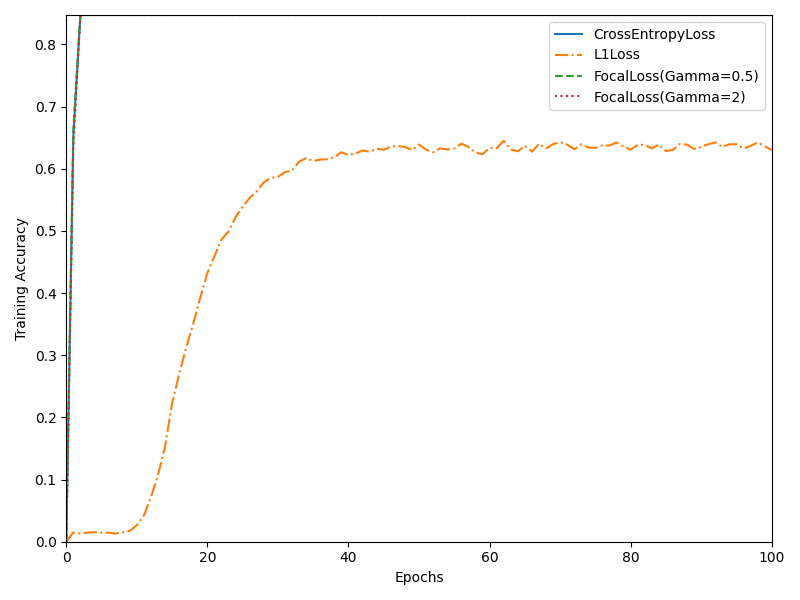 CrossEntropyLoss
L1Loss
FocalLoss(Gamma=0.5)
FocalLoss(Gamma=2)
Training Accuracy
0.8
0.7
0.6
0.5
0.4
0.3
0.2
0.1
0.0
0 20 40 60 80 100
Epochs